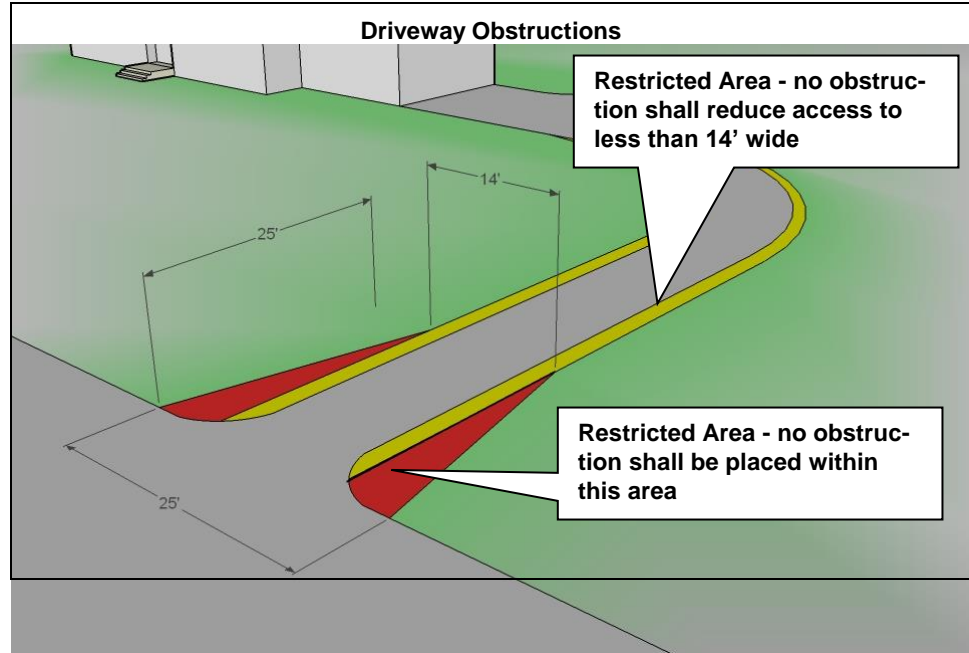 Driveway Obstructions
Restricted Area - no obstruc-
tion shall reduce access to
less than 14' wide
14'
25'
Restricted Area - no obstruc-
tion shall be placed within
this area
25'